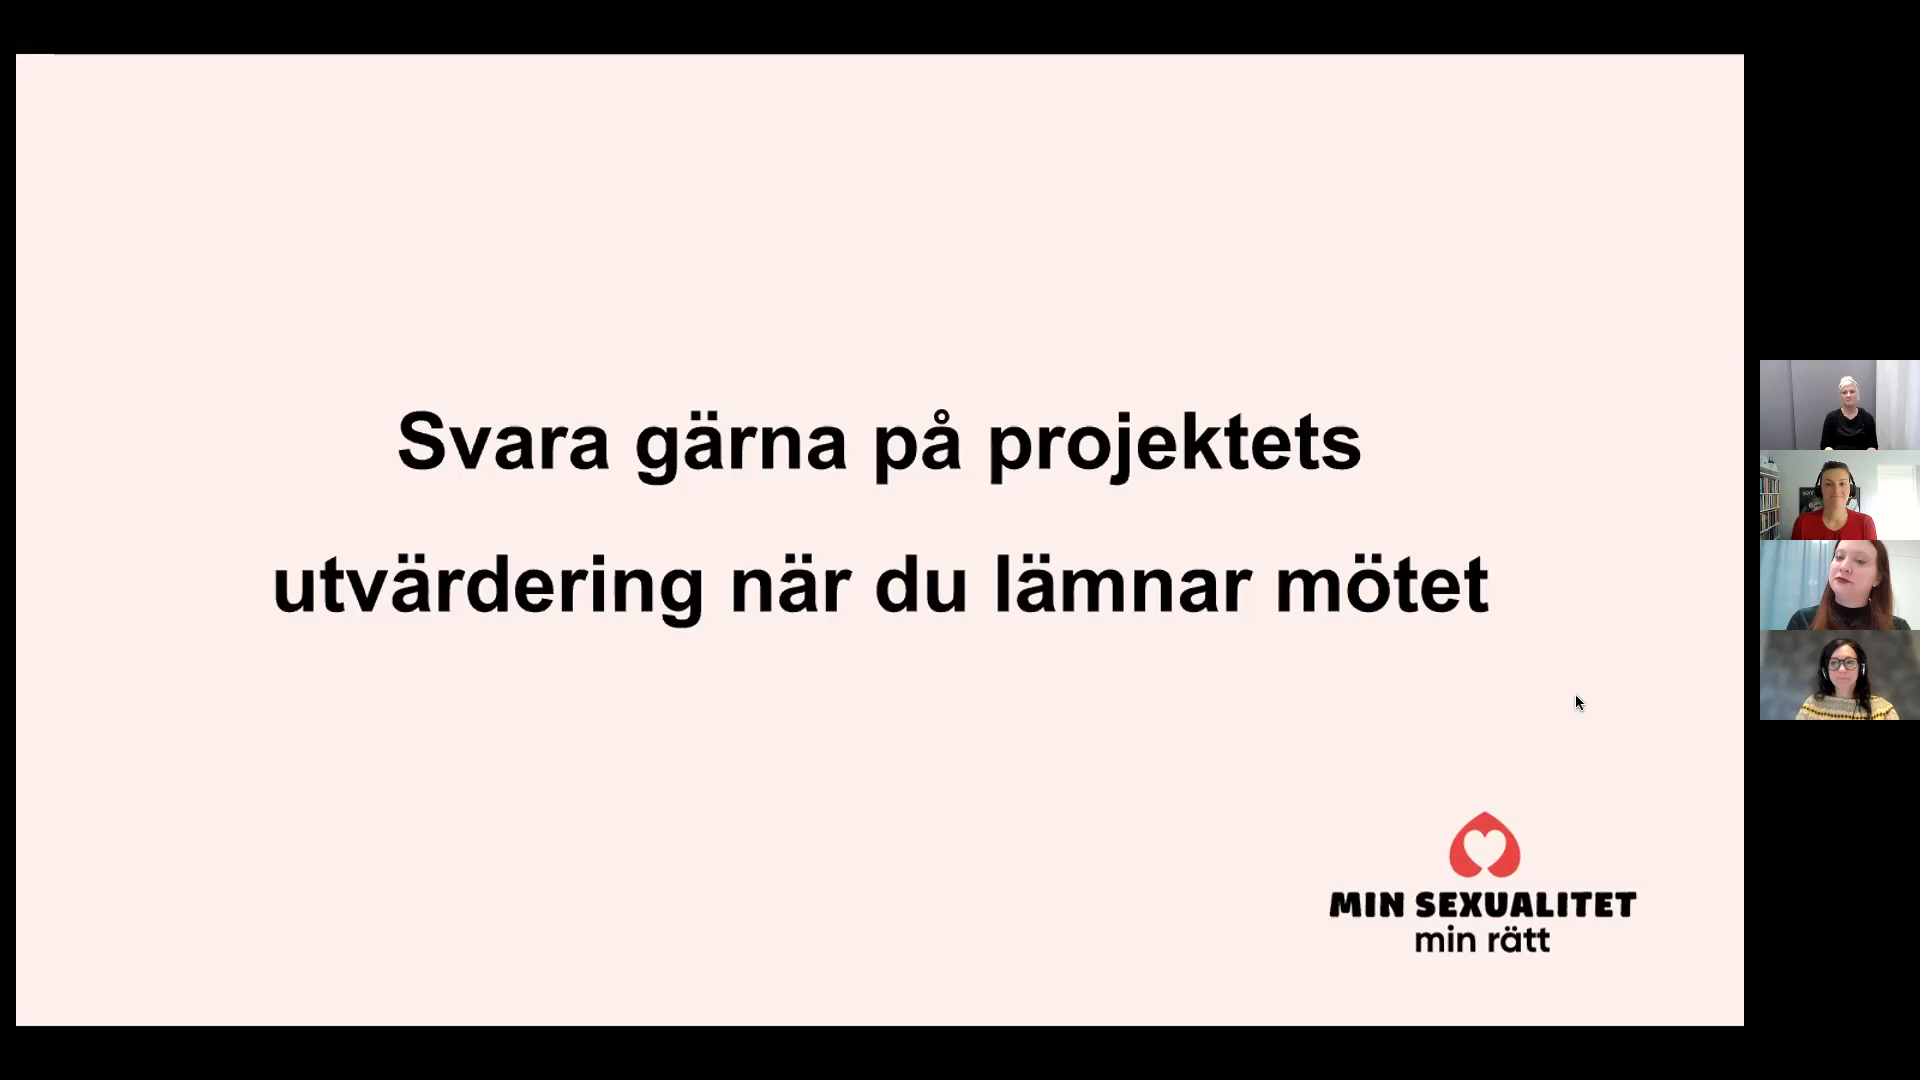 Svara gärna på projektets
utvärdering när du lämnar mötet
MIN SEXUALITET
min rätt